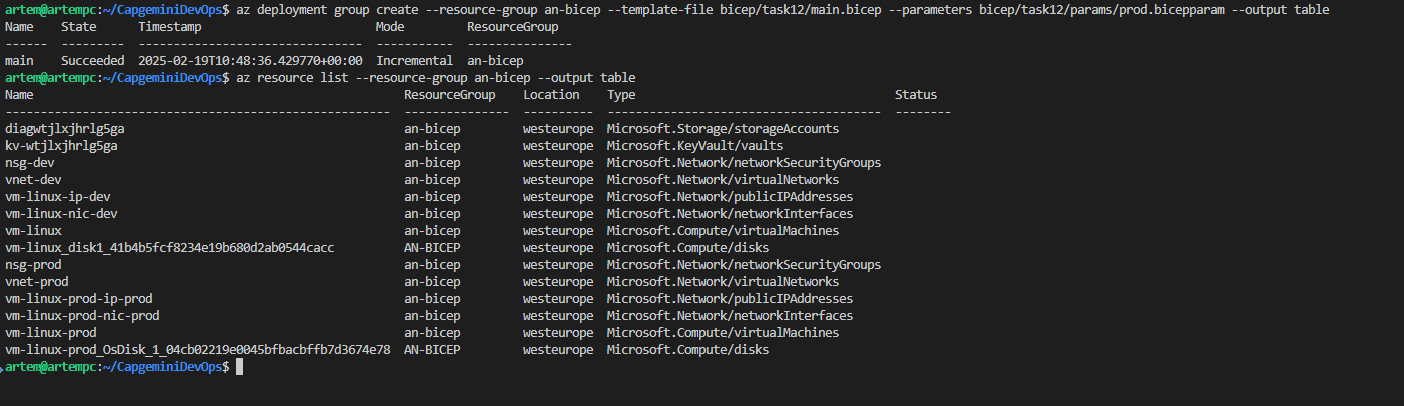 artem@artempc:~/CapgeminiDevOps$ az deployment group create --resource-group an-bicep --template-file bicep/task12/main.bicep --parameters bicep/task12/params/prod.bicepparam --output table
Name    State      Timestamp                         Mode         ResourceGroup
------  ---------  --------------------------------  -----------  ---------------
main    Succeeded  2025-02-19T10:48:36.429770+00:00  Incremental  an-bicep
artem@artempc:~/CapgeminiDevOps$ az resource list --resource-group an-bicep --output table
Name                                                     ResourceGroup    Location    Type                                     Status
-------------------------------------------------------  ---------------  ----------  ---------------------------------------  --------
diagwtjlxjhrlg5ga                                        an-bicep         westeurope  Microsoft.Storage/storageAccounts
kv-wtjlxjhrlg5ga                                         an-bicep         westeurope  Microsoft.KeyVault/vaults
nsg-dev                                                  an-bicep         westeurope  Microsoft.Network/networkSecurityGroups
vnet-dev                                                 an-bicep         westeurope  Microsoft.Network/virtualNetworks
vm-linux-ip-dev                                          an-bicep         westeurope  Microsoft.Network/publicIPAddresses
vm-linux-nic-dev                                         an-bicep         westeurope  Microsoft.Network/networkInterfaces
vm-linux                                                 an-bicep         westeurope  Microsoft.Compute/virtualMachines
vm-linux_disk1_41b4b5fcf8234e19b680d2ab0544cacc          AN-BICEP         westeurope  Microsoft.Compute/disks
nsg-prod                                                 an-bicep         westeurope  Microsoft.Network/networkSecurityGroups
vnet-prod                                                an-bicep         westeurope  Microsoft.Network/virtualNetworks
vm-linux-prod-ip-prod                                    an-bicep         westeurope  Microsoft.Network/publicIPAddresses
vm-linux-prod-nic-prod                                   an-bicep         westeurope  Microsoft.Network/networkInterfaces
vm-linux-prod                                            an-bicep         westeurope  Microsoft.Compute/virtualMachines
vm-linux-prod_OsDisk_1_04cb02219e0045bfbacbffb7d3674e78  AN-BICEP         westeurope  Microsoft.Compute/disks
artem@artempc:~/CapgeminiDevOps$